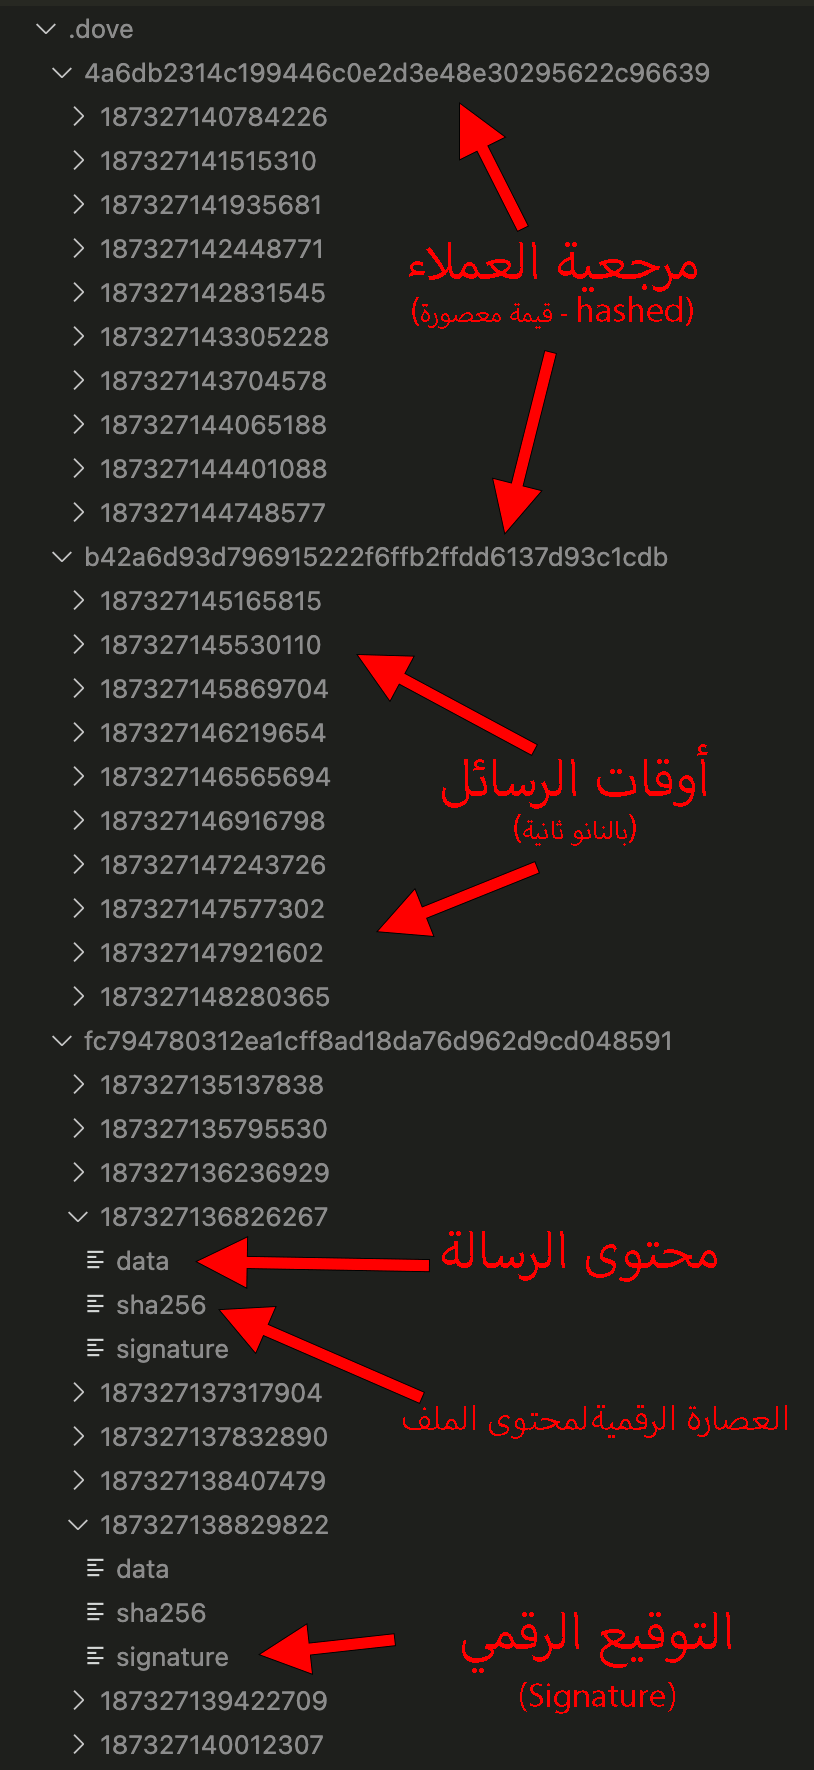 .dove
4a6db2314c199446c0e2d3e48e30295622c96639
187327140784226
187327141515310
187327141935681
187327142448771
مرجعية العملاء
187327142831545
(hashed - قيمة معصورة)
187327143305228
187327143704578
187327144065188
187327144401088
187327144748577
b42a6d93d796915222f6ffb2ffdd6137d93c1cdb
187327145165815
187327145530110
187327145869704
187327146219654
187327146565694
أوقات الرسائل
187327146916798
(بالنانو ثانية)
187327147243726
187327147577302
187327147921602
187327148280365
fc794780312ea1cff8ad18da76d962d9cd048591
187327135137838
187327135795530
187327136236929
187327136826267
data
محتوى الرسالة
sha256
signature
187327137317904
العصارة الرقمية لمحتوى الملف
187327137832890
187327138407479
187327138829822
data
sha256
التوقيع الرقمي
signature
(Signature)
187327139422709
187327140012307